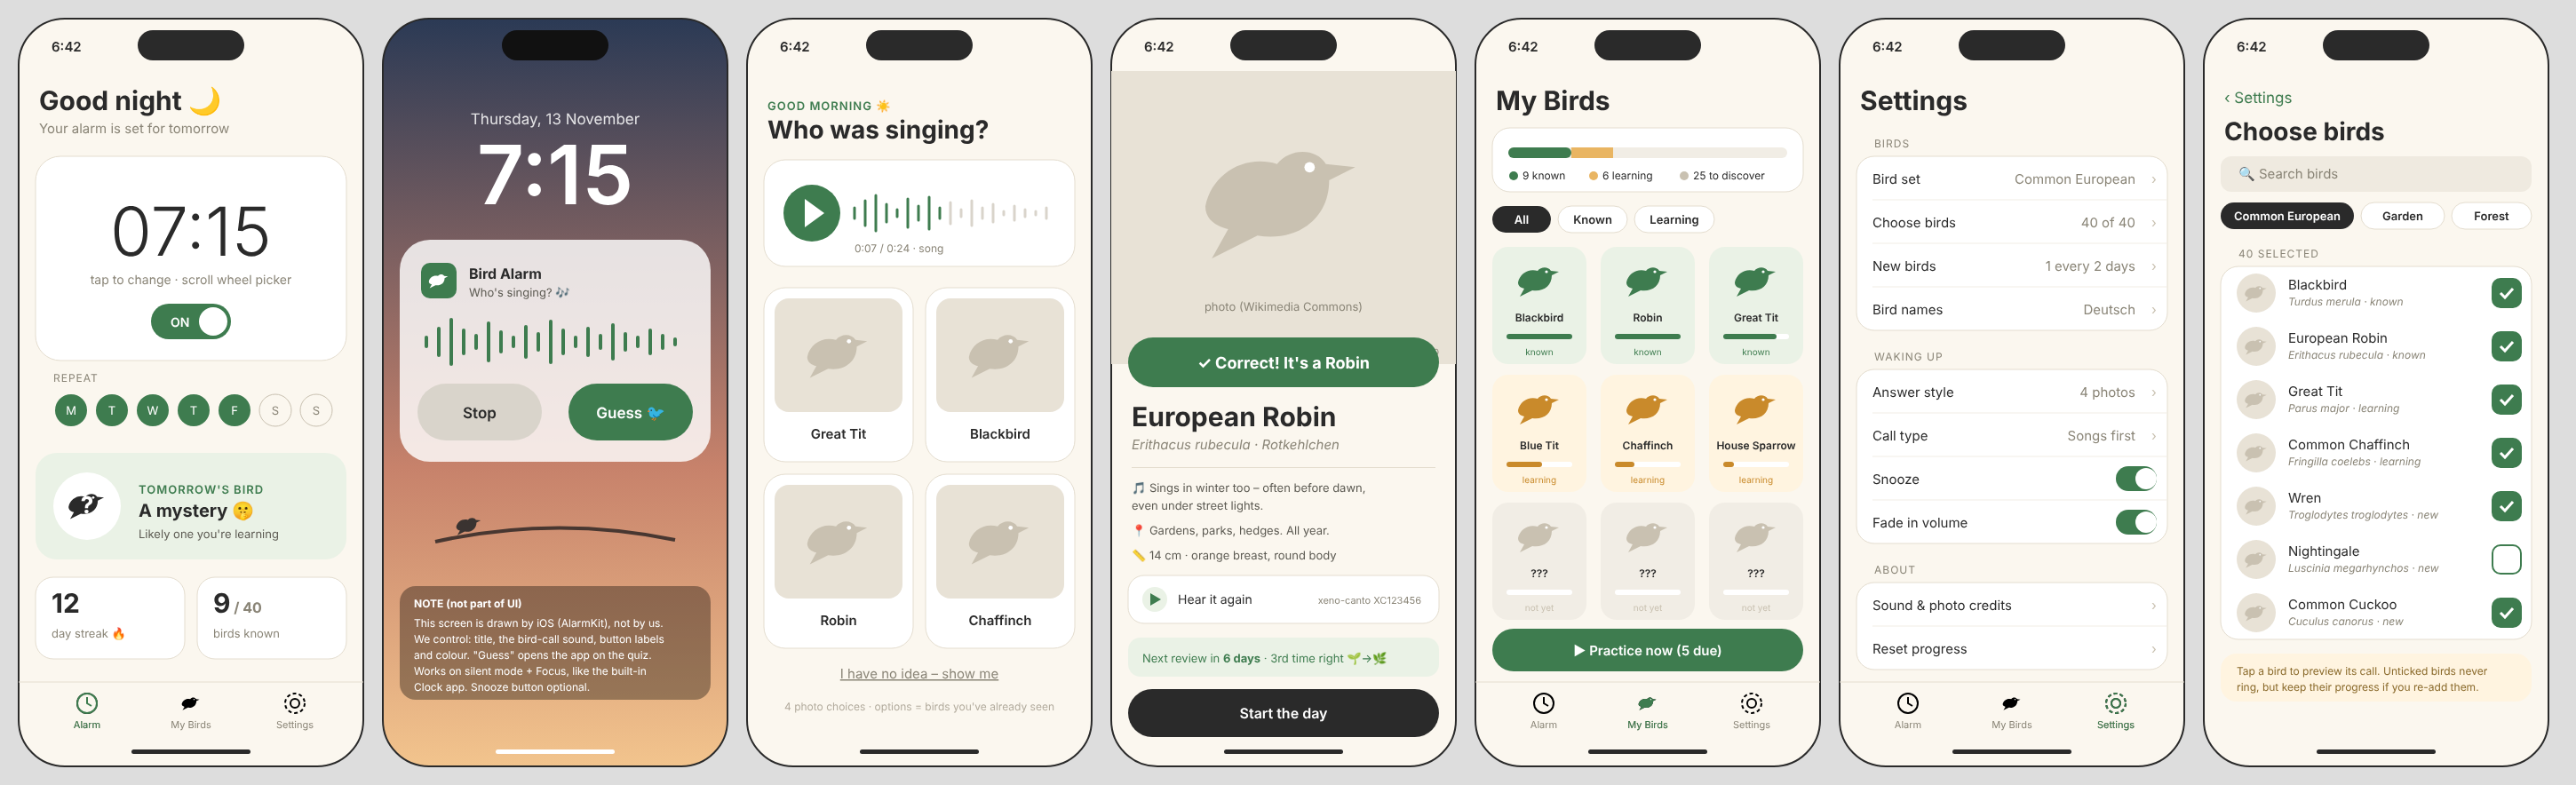 6:42
Good night 🌙
Your alarm is set for tomorrow
07:15
tap to change · scroll wheel picker
ON
REPEAT
M T W T F S S
?
TOMORROW'S BIRD
A mystery 🤫
Likely one you're learning
12
day streak 🔥
9 / 40
birds known
Alarm
My Birds
Settings
Thursday, 13 November
7:15
Bird Alarm
Who's singing? 🎶
Stop
Guess 🐦
NOTE (not part of UI)
This screen is drawn by iOS (AlarmKit), not by us.
We control: title, the bird-call sound, button labels
and colour. "Guess" opens the app on the quiz.
Works on silent mode + Focus, like the built-in
Clock app. Snooze button optional.
6:42
GOOD MORNING ☀️
Who was singing?
0:07 / 0:24 · song
Great Tit
Blackbird
Robin
Chaffinch
I have no idea – show me
4 photo choices · options = birds you've already seen
6:42
photo (Wikimedia Commons)
✓ Correct! It's a Robin
European Robin
Erithacus rubecula · Rotkehlchen
🎵 Sings in winter too – often before dawn,
even under street lights.
📍 Gardens, parks, hedges. All year.
📏 14 cm · orange breast, round body
Hear it again
xeno-canto XC123456
Next review in 6 days · 3rd time right 🌱→🌿
Start the day
6:42
My Birds
9 known
6 learning
25 to discover
All
Known
Learning
Blackbird
known
Robin
known
Great Tit
known
Blue Tit
learning
Chaffinch
learning
House Sparrow
learning
???
not yet
???
not yet
???
not yet
▶ Practice now (5 due)
Alarm
My Birds
Settings
6:42
Settings
BIRDS
Bird set Common European ›
Choose birds 40 of 40 ›
New birds 1 every 2 days ›
Bird names Deutsch ›
WAKING UP
Answer style 4 photos ›
Call type Songs first ›
Snooze
Fade in volume
ABOUT
Sound & photo credits ›
Reset progress ›
Alarm
My Birds
Settings
6:42
‹ Settings
Choose birds
🔍 Search birds
Common European
Garden
Forest
40 SELECTED
Blackbird
Turdus merula · known
European Robin
Erithacus rubecula · known
Great Tit
Parus major · learning
Common Chaffinch
Fringilla coelebs · learning
Wren
Troglodytes troglodytes · new
Nightingale
Luscinia megarhynchos · new
Common Cuckoo
Cuculus canorus · new
Tap a bird to preview its call. Unticked birds never
ring, but keep their progress if you re-add them.